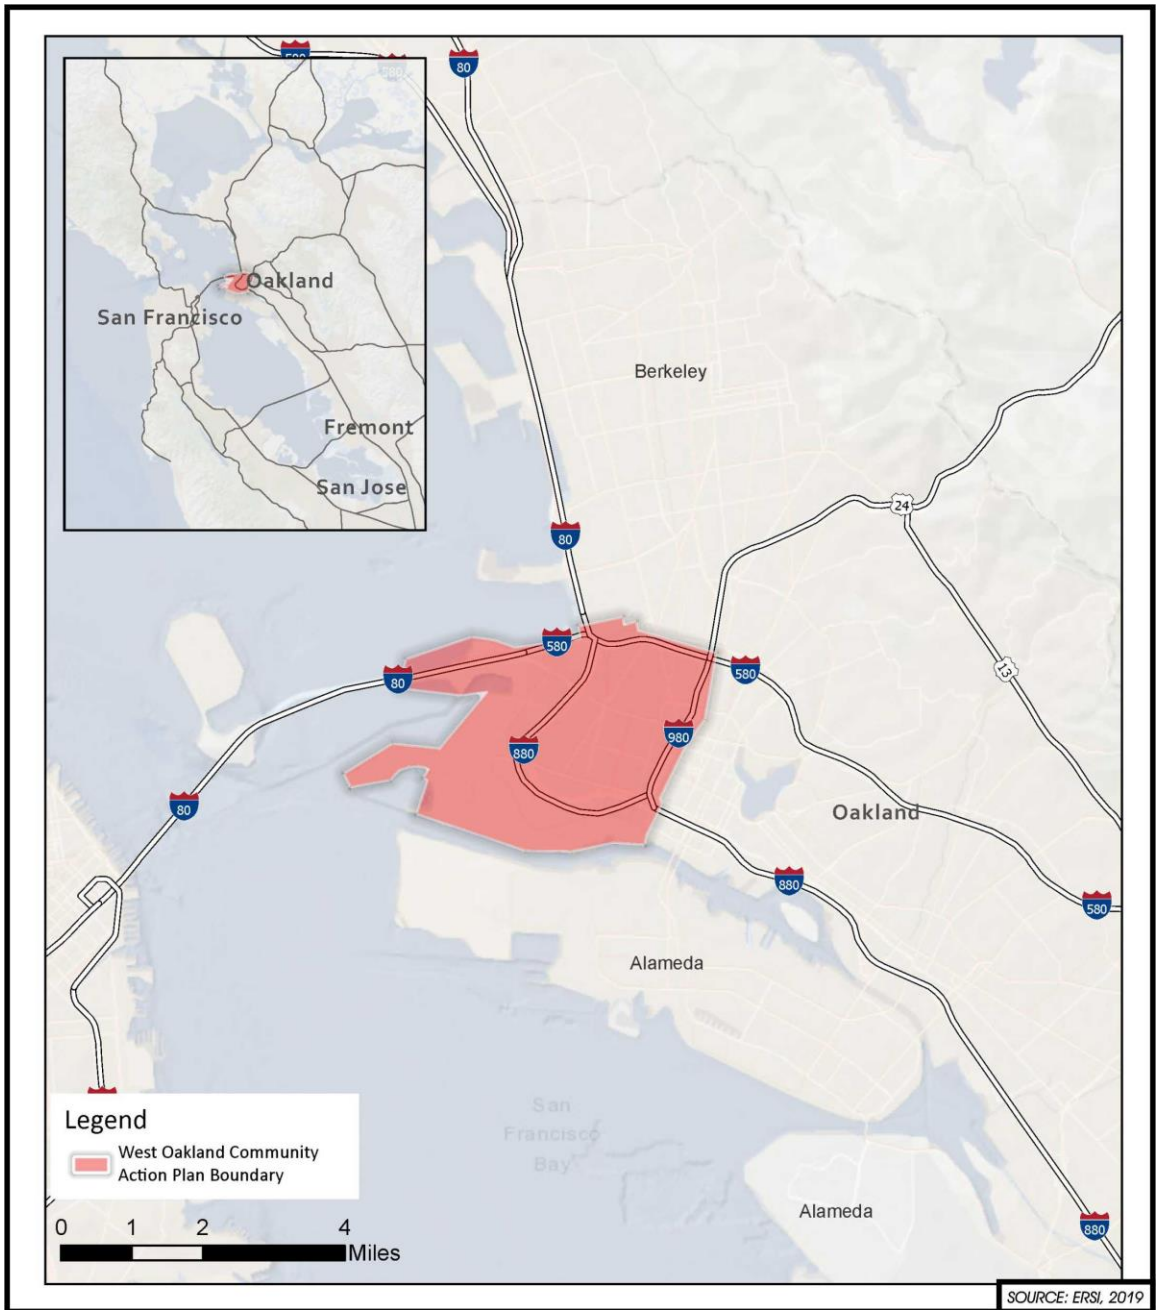 580
580
80
Oakland
San Francisco
Fremont
San Jose
Berkeley
24
80
13
580
580
80
980
880
80
Oakland
880
580
Alameda
San
Francisco
Bay
Alameda
880
Legend
West Oakland Community
Action Plan Boundary
0 1 2 4
Miles
SOURCE: ERSI, 2019